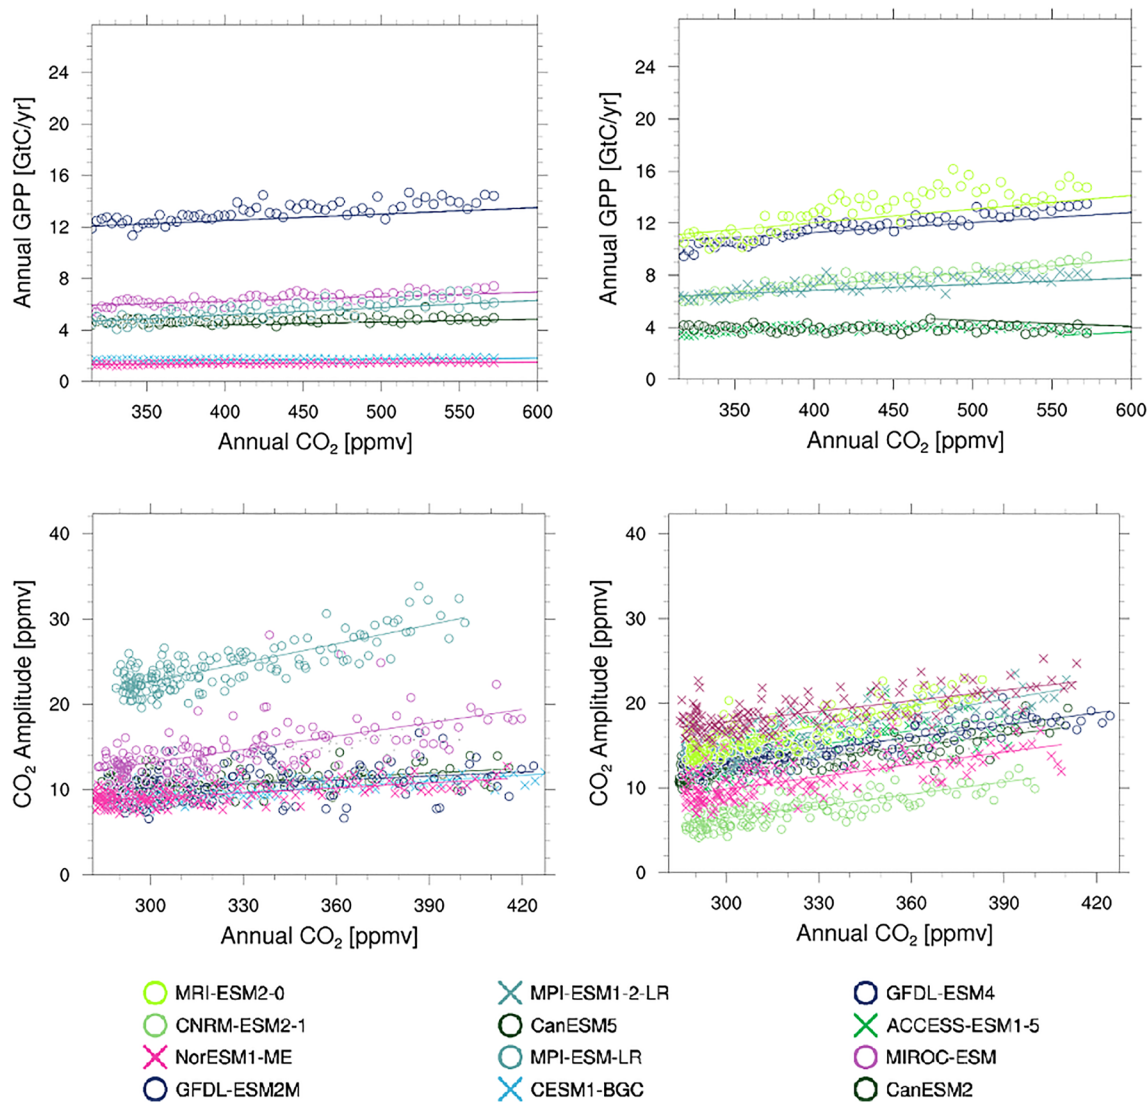 24
20
16
12
8
4
0
Annual GPP [GtC/yr]
350 400 450 500 550 600
Annual CO₂ [ppmv]
24
20
16
12
8
4
0
Annual GPP [GtC/yr]
350 400 450 500 550 600
Annual CO₂ [ppmv]
40
30
20
10
0
CO₂ Amplitude [ppmv]
300 330 360 390 420
Annual CO₂ [ppmv]
40
30
20
10
0
CO₂ Amplitude [ppmv]
300 330 360 390 420
Annual CO₂ [ppmv]
MRI-ESM2-0 MPI-ESM1-2-LR GFDL-ESM4
CNRM-ESM2-1 CanESM5 ACCESS-ESM1-5
NorESM1-ME MPI-ESM-LR MIROC-ESM
GFDL-ESM2M CESM1-BGC CanESM2